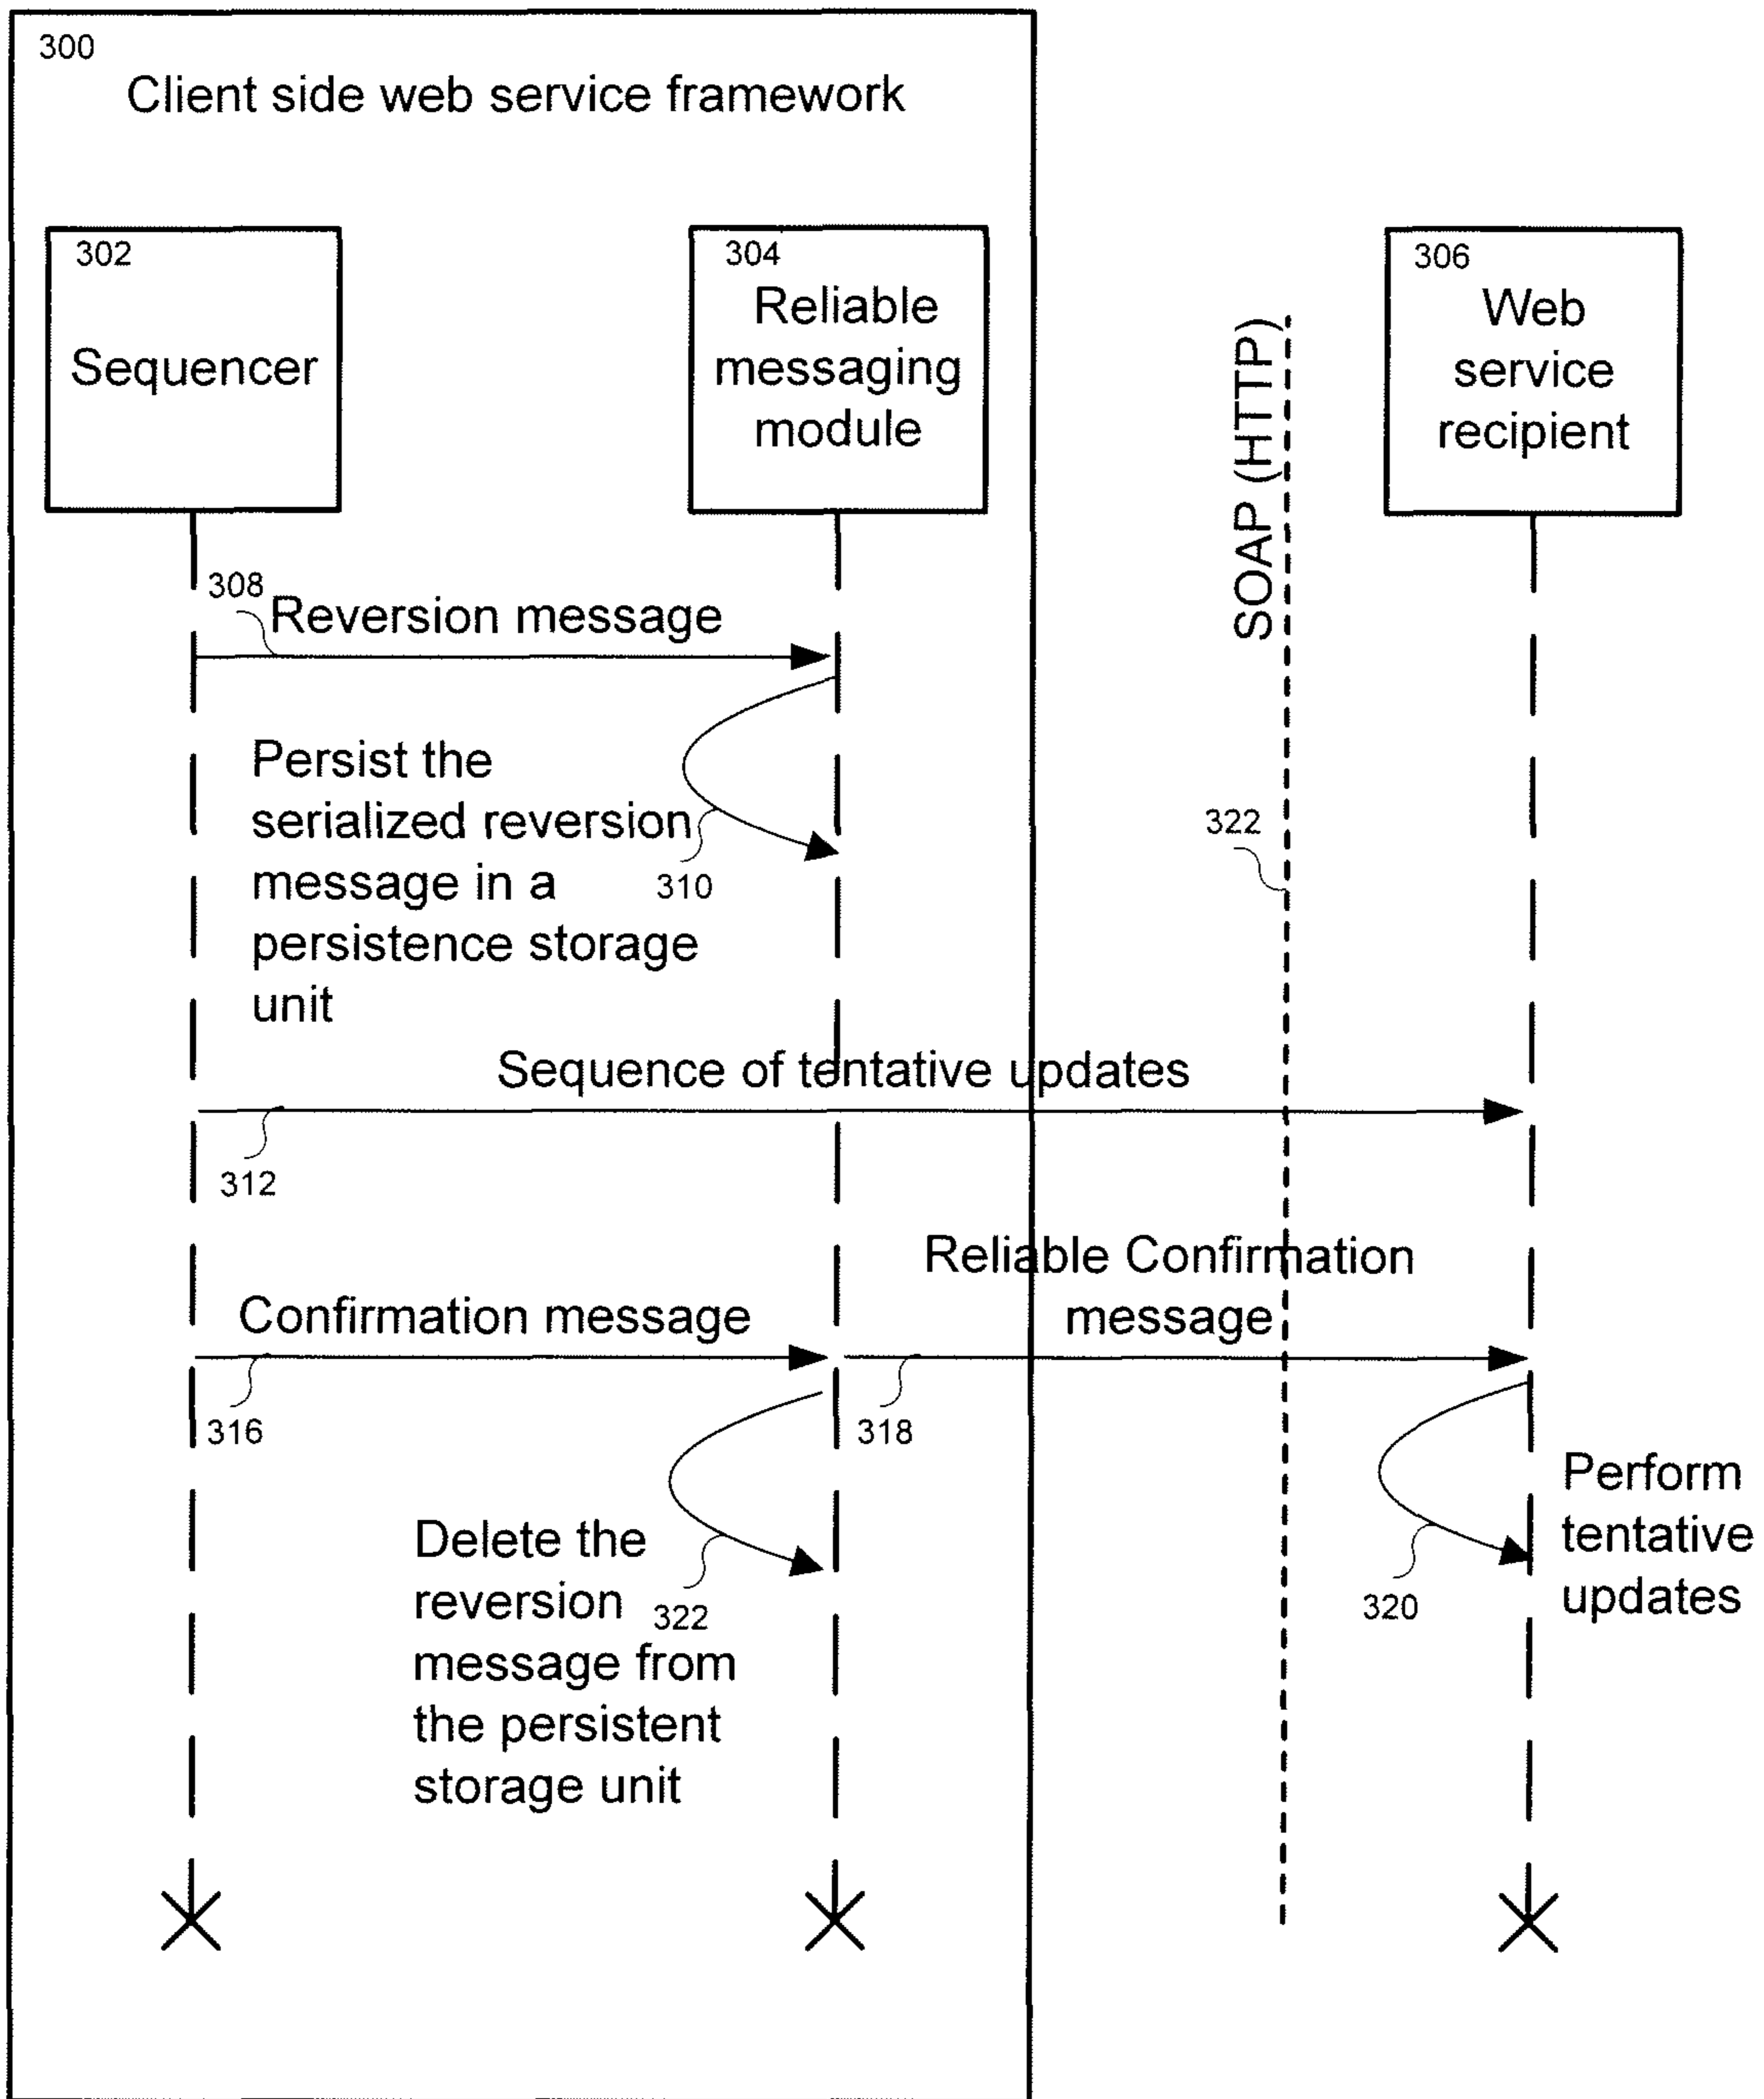 300
Client side web service framework
302
Sequencer
304
Reliable
messaging
module
306
Web
service
recipient
SOAP (HTTP)
308
Reversion message
Persist the
serialized reversion
message in a
persistence storage
unit
310
322
Sequence of tentative updates
312
Reliable Confirmation
message
Confirmation message
316
318
Delete the
reversion
message from
the persistent
storage unit
322
320
Perform
tentative
updates